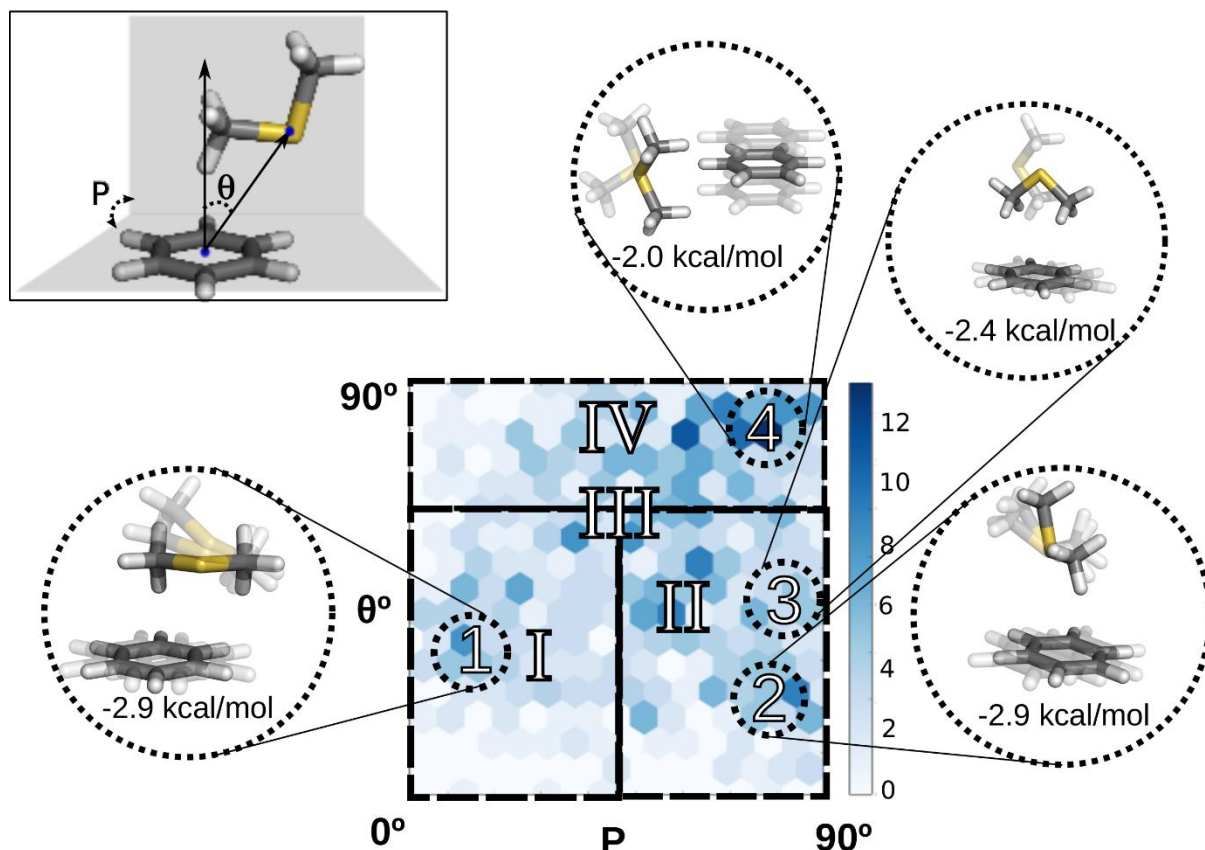 P
θ
-2.0 kcal/mol
-2.4 kcal/mol
-2.9 kcal/mol
-2.9 kcal/mol
90º
θº
0º
P
90º
IV
III
II
I
1
2
3
4
12
10
8
6
4
2
0